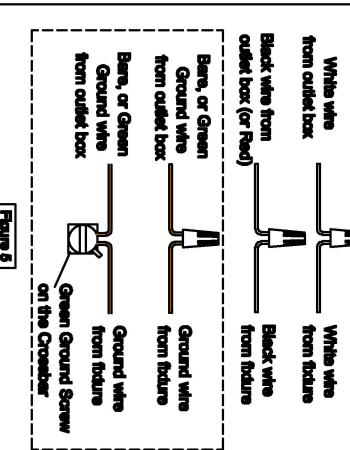 White wire
from outlet box
White wire
from fixture
Black wire from
outlet box (or Red)
Black wire
from fixture
Bare, or Green
Ground wire
from outlet box
Ground wire
from fixture
Bare, or Green
Ground wire
from outlet box
Ground wire
from fixture
Green Ground Screw
on the Crossbar
Figure 5